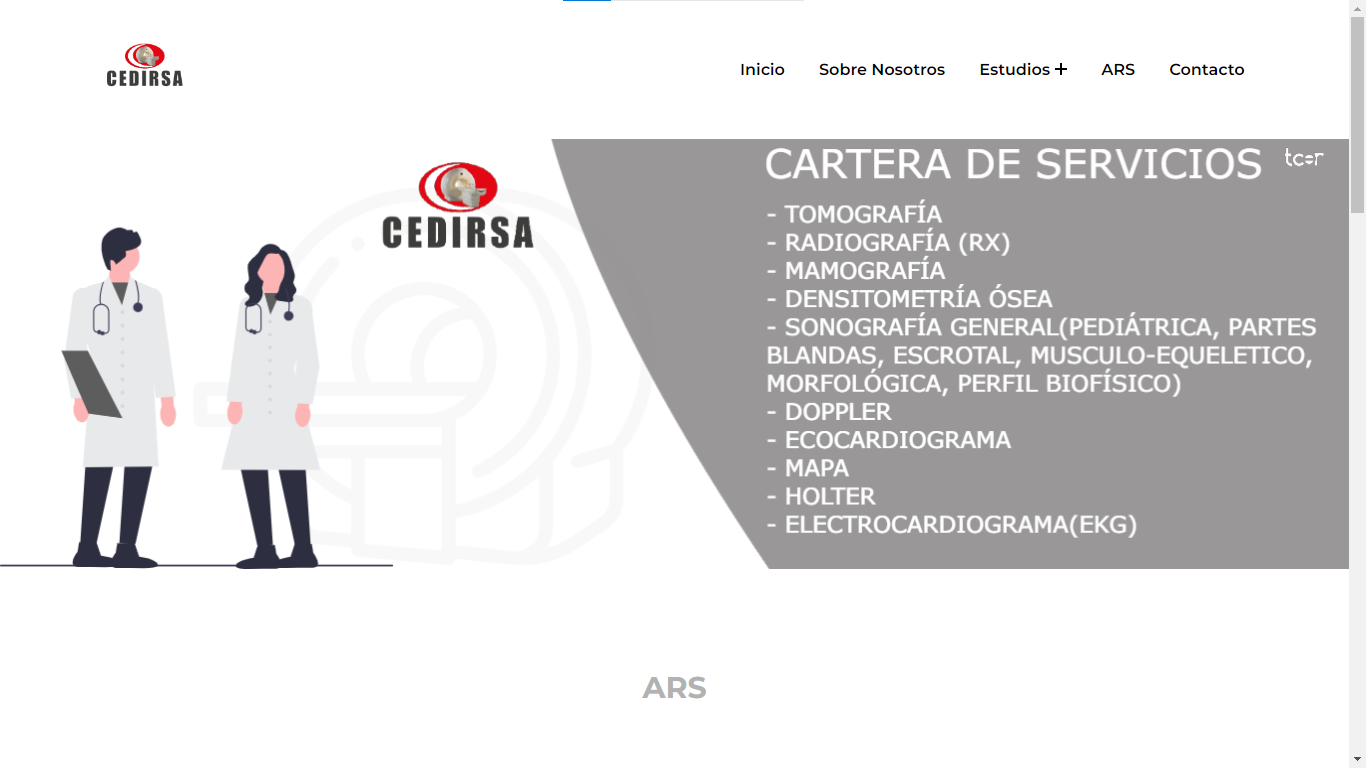 CEDIRSA
Inicio
Sobre Nosotros
Estudios +
ARS
Contacto
CEDIRSA
CARTERA DE SERVICIOS
- TOMOGRAFÍA
- RADIOGRAFÍA (RX)
- MAMOGRAFÍA
- DENSITOMETRÍA ÓSEA
- SONOGRAFÍA GENERAL(PEDIÁTRICA, PARTES
BLANDAS, ESCROTAL, MUSCULO-EQUELETICO,
MORFOLÓGICA, PERFIL BIOFÍSICO)
- DOPPLER
- ECOCARDIOGRAMA
- MAPA
- HOLTER
- ELECTROCARDIOGRAMA(EKG)
ARS